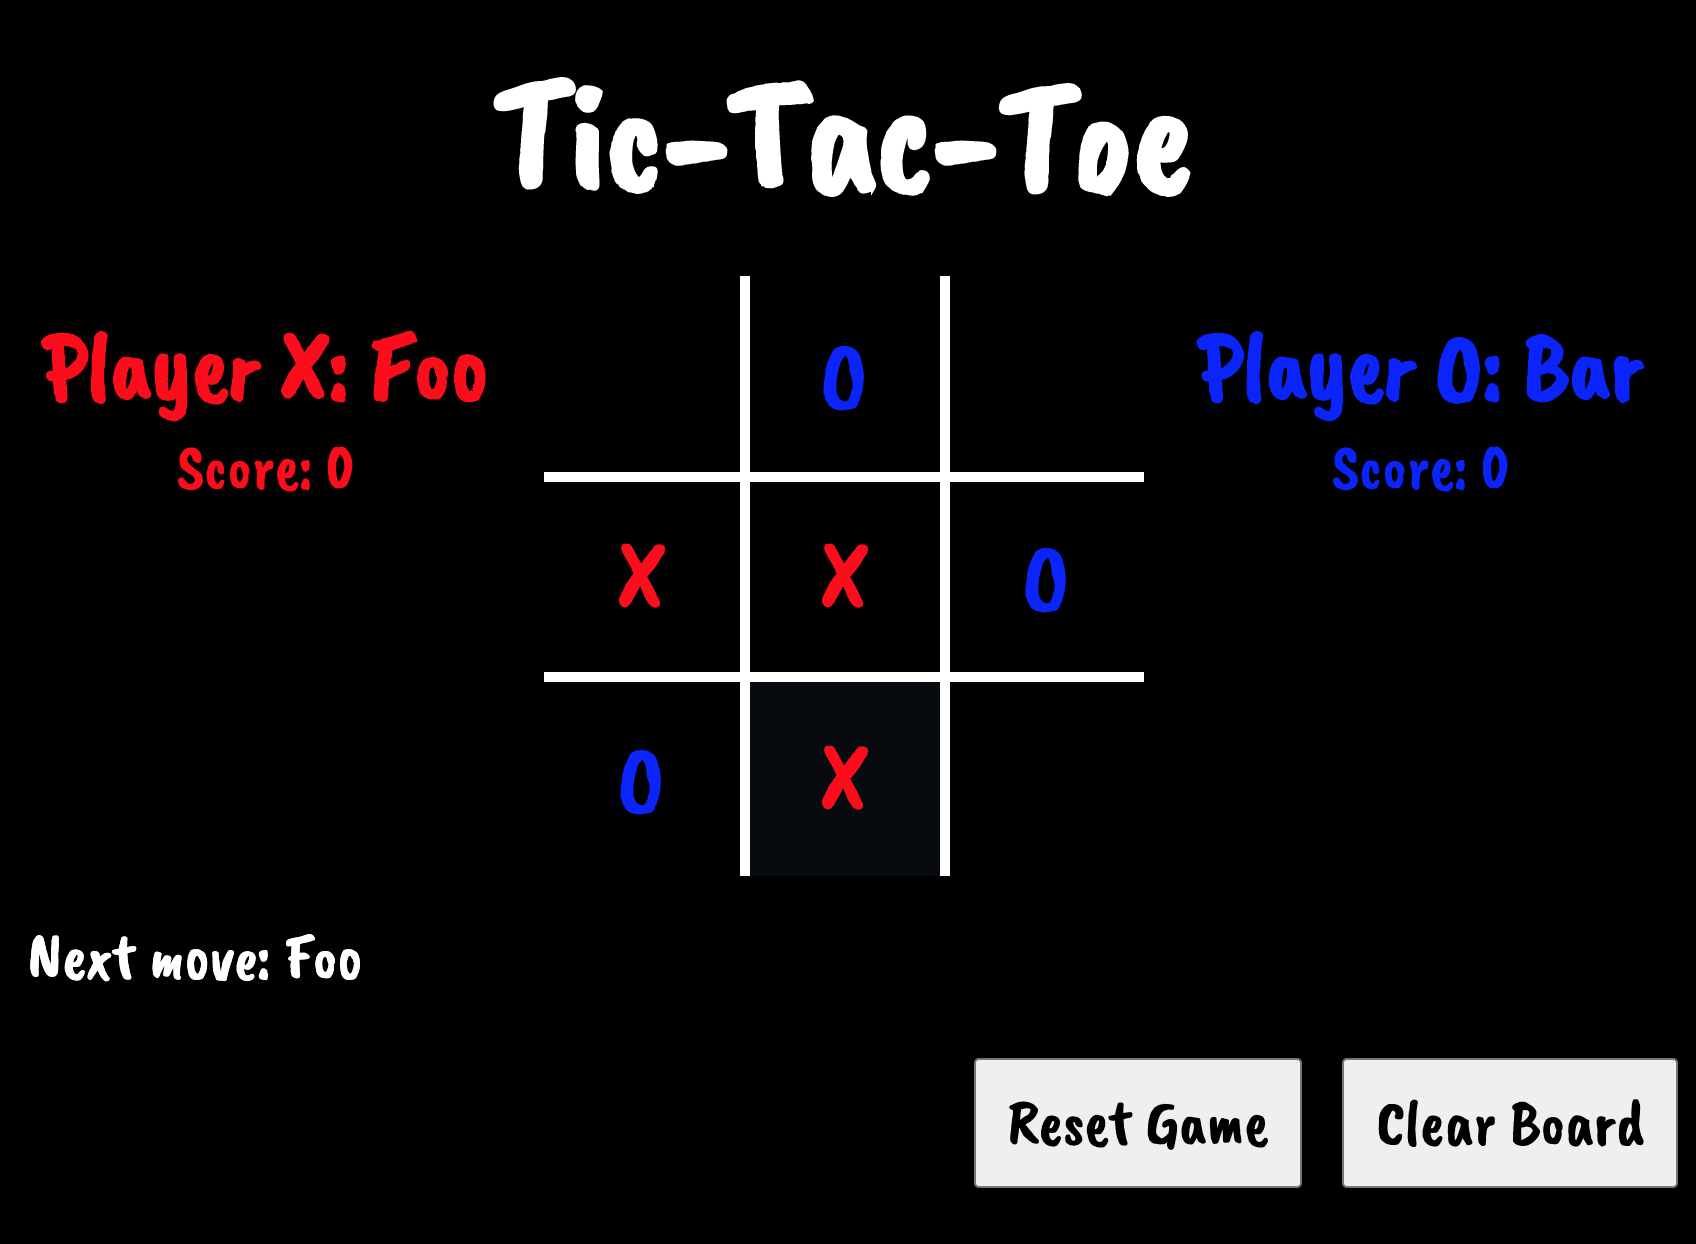 Tic-Tac-Toe
Player X: Foo
Score: 0
O
X X O
O X
Player O: Bar
Score: 0
Next move: Foo
Reset Game
Clear Board